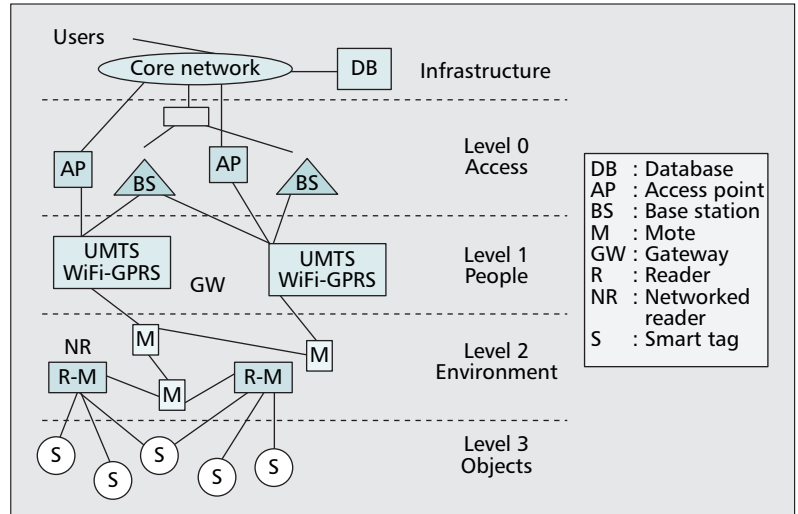 Users
Core network
DB
Infrastructure
AP
BS
AP
BS
Level 0
Access
UMTS
WiFi-GPRS
GW
UMTS
WiFi-GPRS
Level 1
People
NR
M
M
R-M
M
R-M
Level 2
Environment
S
S
S
S
S
Level 3
Objects
DB : Database
AP : Access point
BS : Base station
M : Mote
GW : Gateway
R : Reader
NR : Networked
reader
S : Smart tag